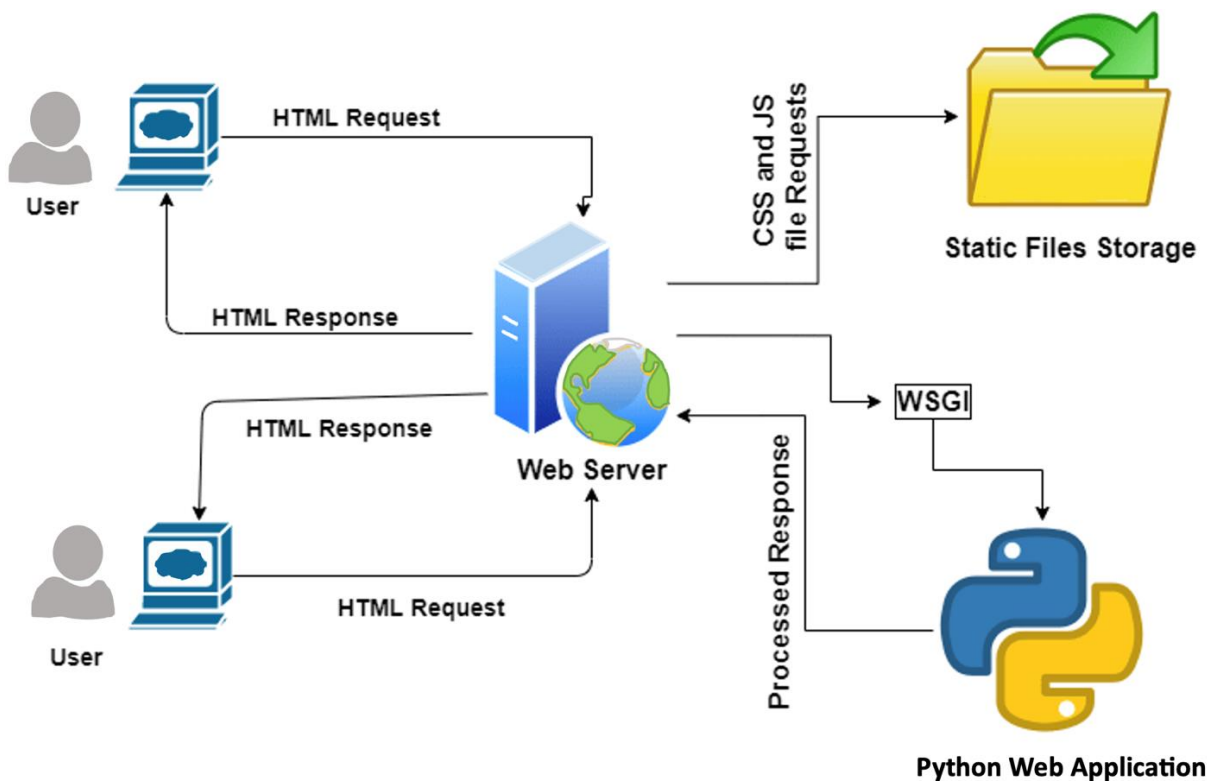 HTML Request
User
HTML Response
CSS and JS
file Requests
Static Files Storage
HTML Response
WSGI
Web Server
Processed Response
HTML Request
User
Python Web Application